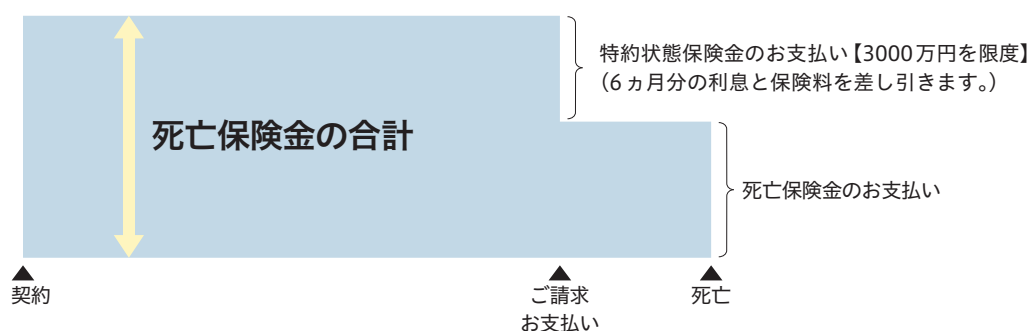 特約状態保険金のお支払い【3000万円を限度】
（6ヵ月分の利息と保険料を差し引きます。）
死亡保険金の合計
死亡保険金のお支払い
契約
ご請求
お支払い
死亡